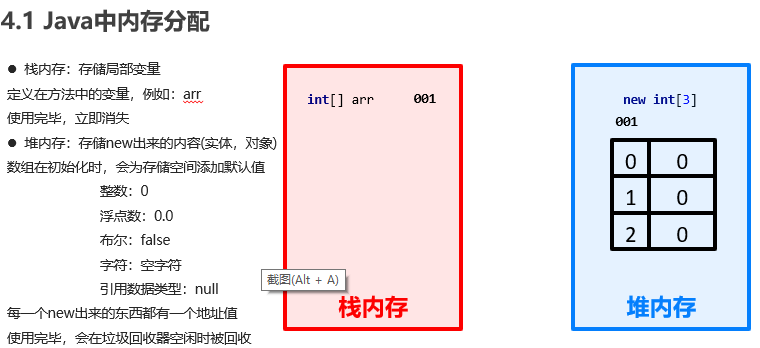 4.1 Java中内存分配
● 栈内存：存储局部变量
定义在方法中的变量，例如：arr
使用完毕，立即消失
● 堆内存：存储new出来的内容(实体，对象)
数组在初始化时，会为存储空间添加默认值
整数：0
浮点数：0.0
布尔：false
字符：空字符
引用数据类型：null
每一个new出来的东西都有一个地址值
使用完毕，会在垃圾回收器空闲时被回收
截图(Alt + A)
int[] arr 001
栈内存
new int[3]
001
0 0
1 0
2 0
堆内存